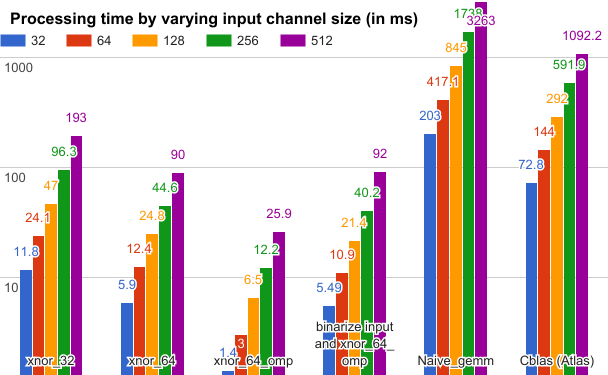 Processing time by varying input channel size (in ms)
32 64 128 256 512
1000
100
10
11.8 24.1 47 96.3 193
5.9 12.4 24.8 44.6 90
1.4 3 6.5 12.2 25.9
5.49 10.9 21.4 40.2 92
203 417.1 845 1738 3263
72.8 144 292 591.9 1092.2
xnor_32
xnor_64
xnor_64_omp
binarize input
and xnor_64_
omp
Naive_gemm
Cblas (Atlas)